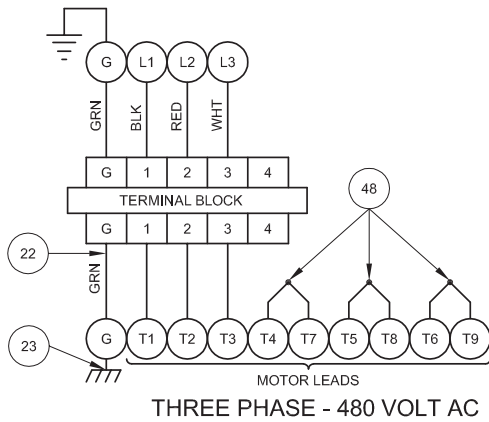 G L1 L2 L3
GRN BLK RED WHT
G 1 2 3 4
TERMINAL BLOCK
G 1 2 3 4
48
22
GRN
23
G T1 T2 T3 T4 T7 T5 T8 T6 T9
MOTOR LEADS
THREE PHASE - 480 VOLT AC